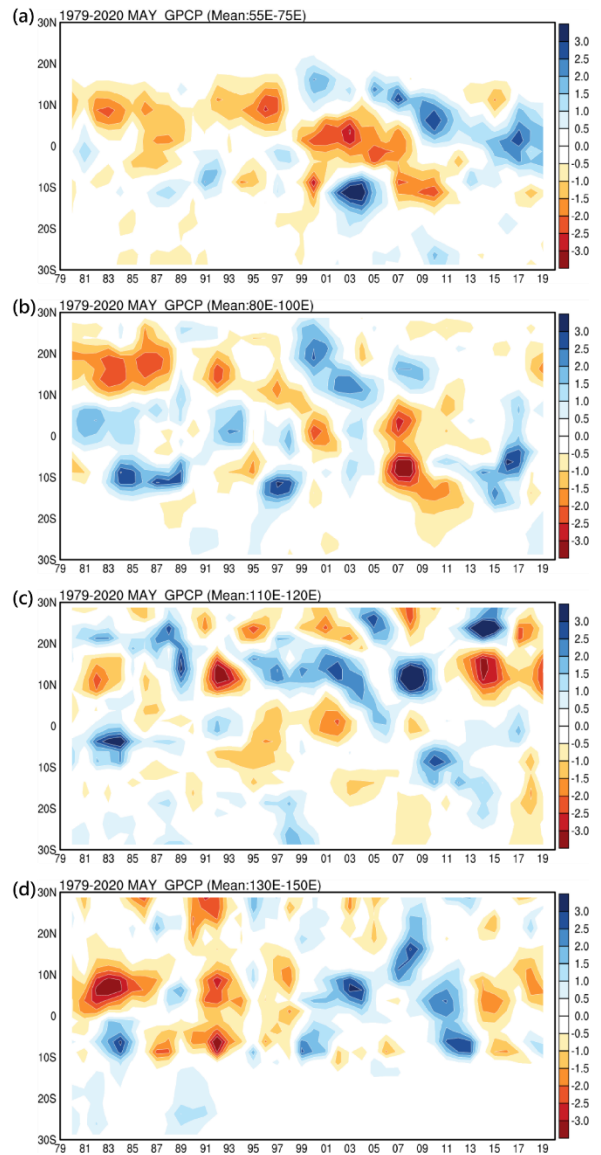 (a) 1979-2020 MAY GPCP (Mean:55E-75E)
30N
20N
10N
0
10S
20S
30S
79 81 83 85 87 89 91 93 95 97 99 01 03 05 07 09 11 13 15 17 19
3.0
2.5
2.0
1.5
1.0
0.5
-0.5
-1.0
-1.5
-2.0
-2.5
-3.0
(b) 1979-2020 MAY GPCP (Mean:80E-100E)
30N
20N
10N
0
10S
20S
30S
79 81 83 85 87 89 91 93 95 97 99 01 03 05 07 09 11 13 15 17 19
3.0
2.5
2.0
1.5
1.0
0.5
-0.5
-1.0
-1.5
-2.0
-2.5
-3.0
(c) 1979-2020 MAY GPCP (Mean:110E-120E)
30N
20N
10N
0
10S
20S
30S
79 81 83 85 87 89 91 93 95 97 99 01 03 05 07 09 11 13 15 17 19
3.0
2.5
2.0
1.5
1.0
0.5
-0.5
-1.0
-1.5
-2.0
-2.5
-3.0
(d) 1979-2020 MAY GPCP (Mean:130E-150E)
30N
20N
10N
0
10S
20S
30S
79 81 83 85 87 89 91 93 95 97 99 01 03 05 07 09 11 13 15 17 19
3.0
2.5
2.0
1.5
1.0
0.5
-0.5
-1.0
-1.5
-2.0
-2.5
-3.0